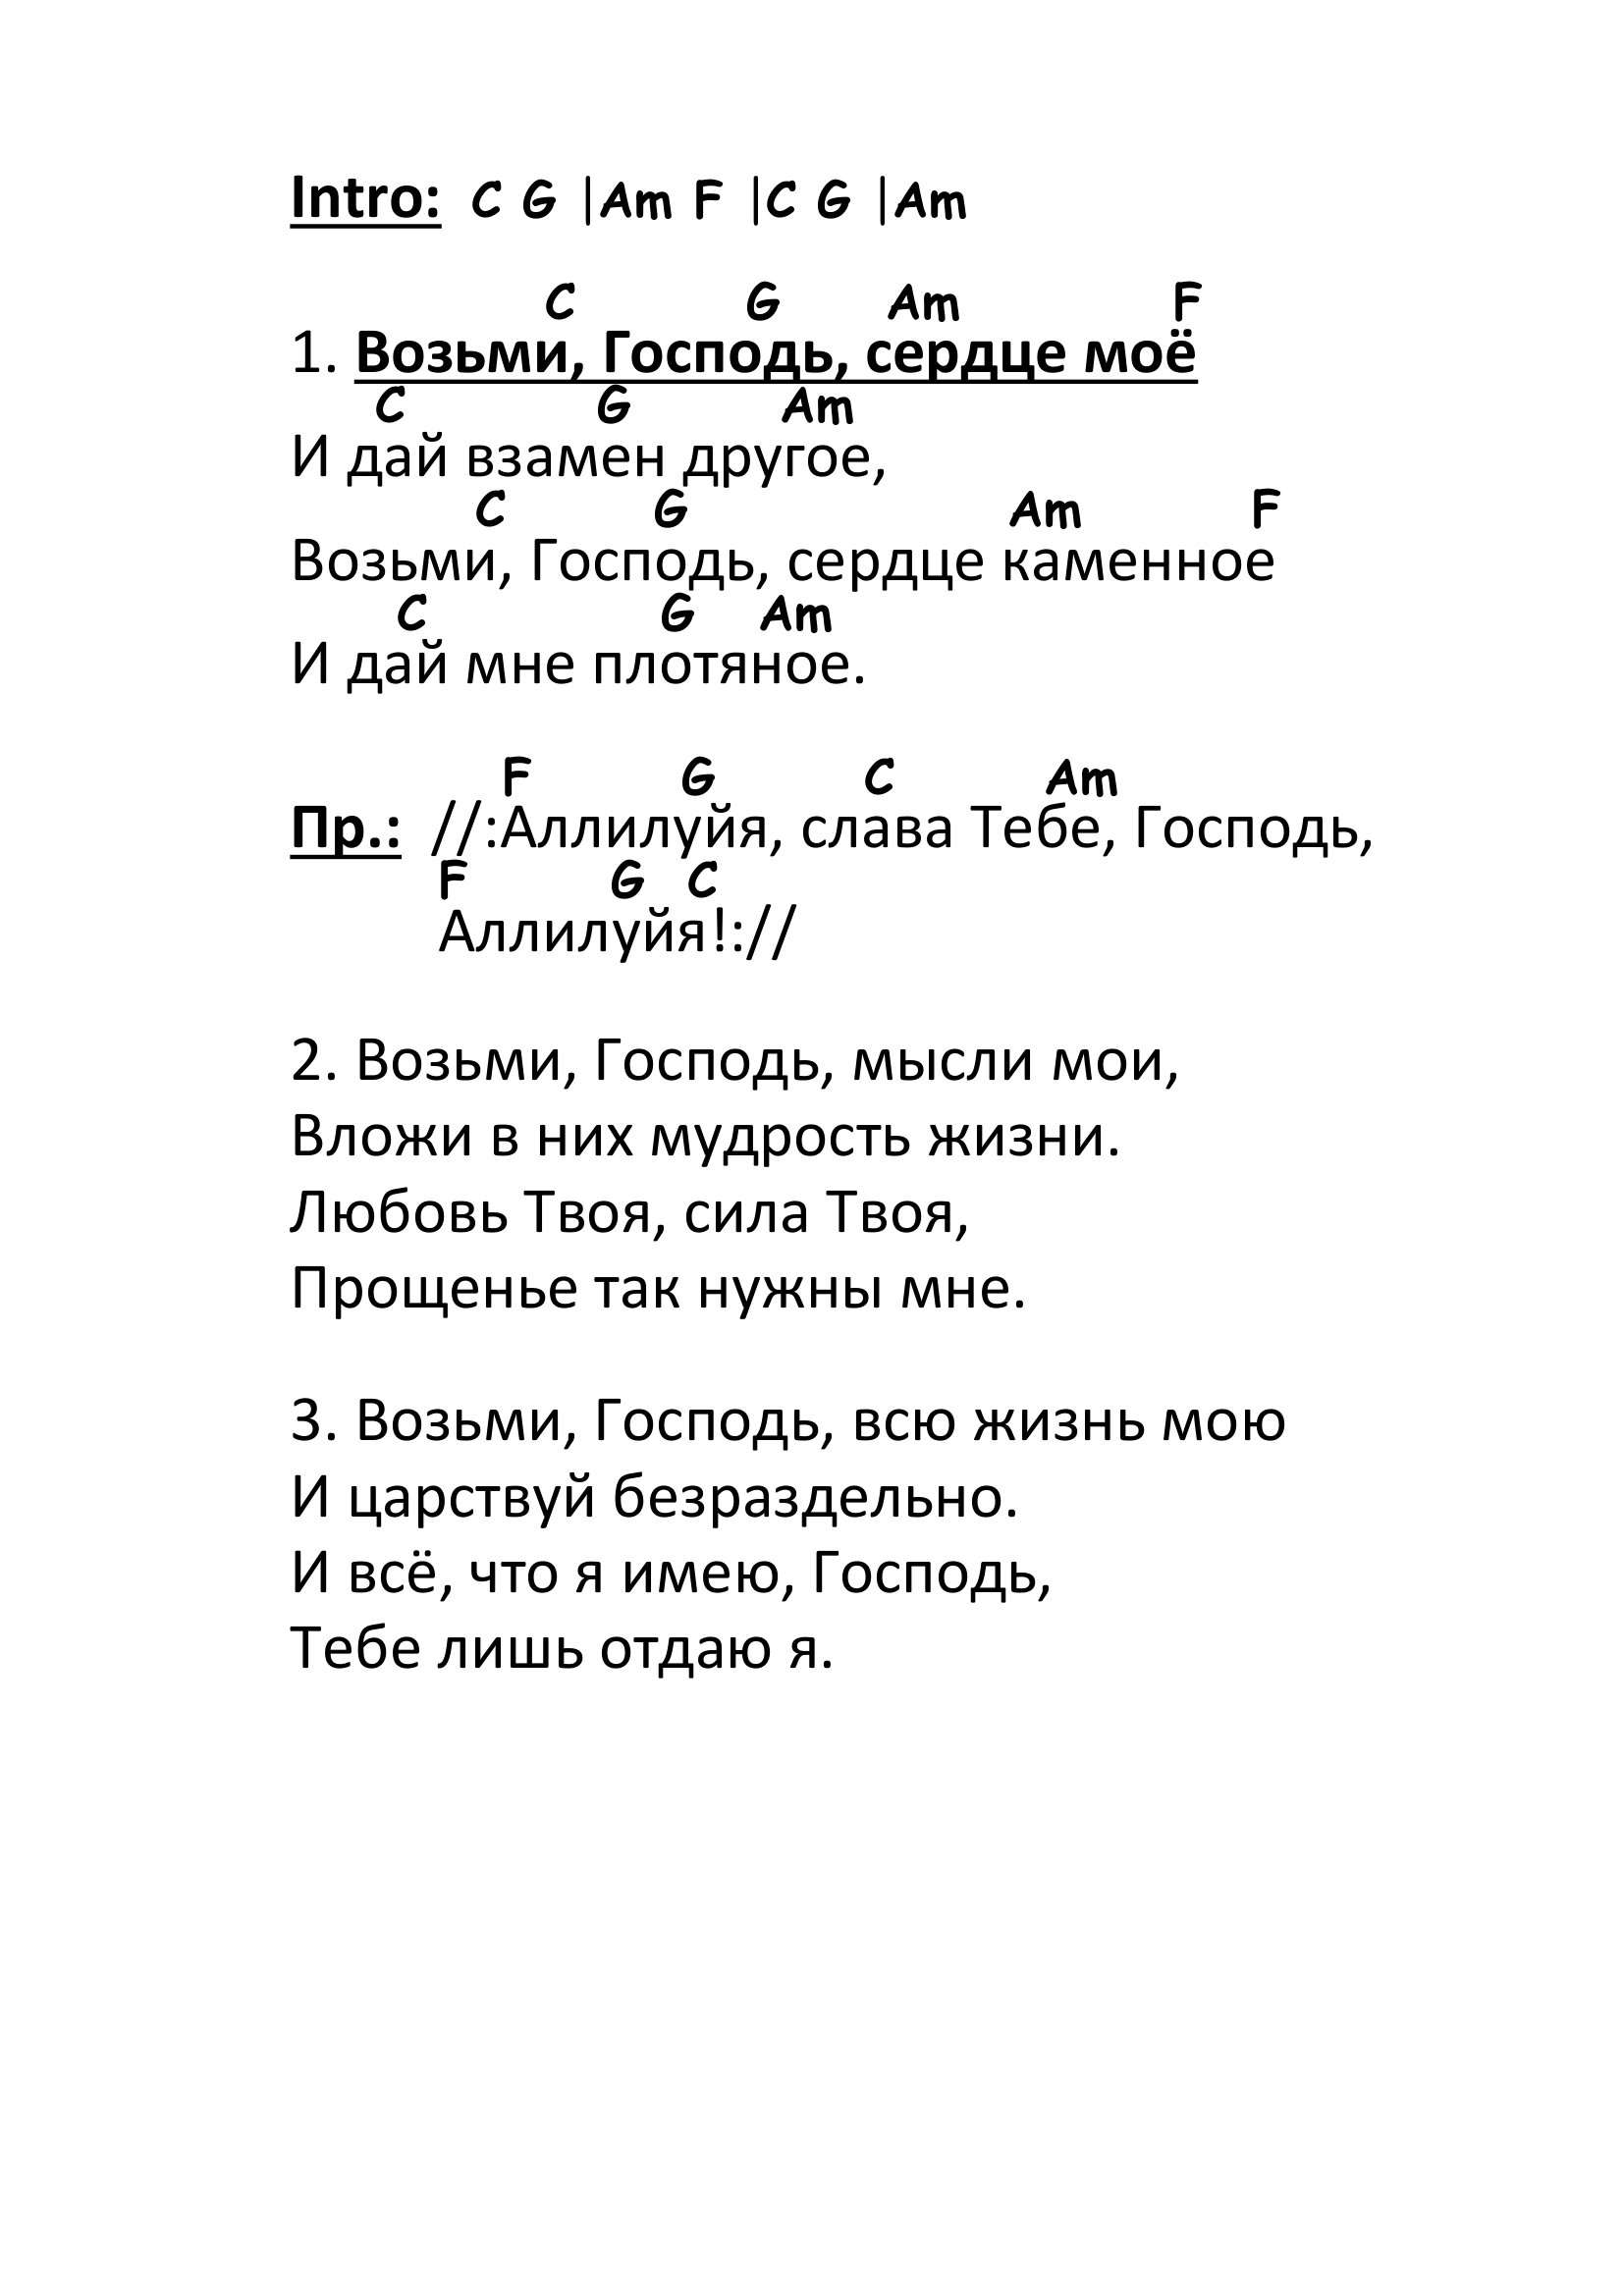 Intro: C G |Am F |C G |Am
C G Am F
1. Возьми, Господь, сердце моё
C G Am
И дай взамен другое,
C G Am F
Возьми, Господь, сердце каменное
C G Am
И дай мне плотяное.
F G C Am
Пр.: //:Аллилуйя, слава Тебе, Господь,
F G C
Аллилуйя!://
2. Возьми, Господь, мысли мои,
Вложи в них мудрость жизни.
Любовь Твоя, сила Твоя,
Прощенье так нужны мне.
3. Возьми, Господь, всю жизнь мою
И царствуй безраздельно.
И всё, что я имею, Господь,
Тебе лишь отдаю я.